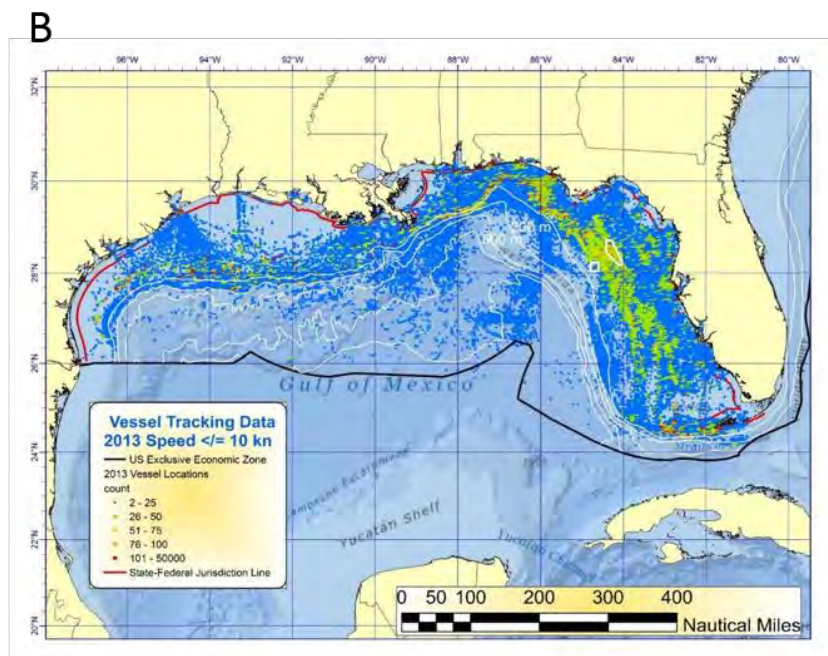 B
96°W 94°W 92°W 90°W 88°W 86°W 84°W 82°W 80°W
32°N
30°N
28°N
26°N
24°N
22°N
20°N
200 m
Gulf of Mexico
Campeche Escarpment
Yucatan Shelf
Vessel Tracking Data
2013 Speed </= 10 kn
US Exclusive Economic Zone
2013 Vessel Locations
count
2 - 25
26 - 50
51 - 75
76 - 100
101 - 50000
State-Federal Jurisdiction Line
0 50 100 200 300 400
Nautical Miles